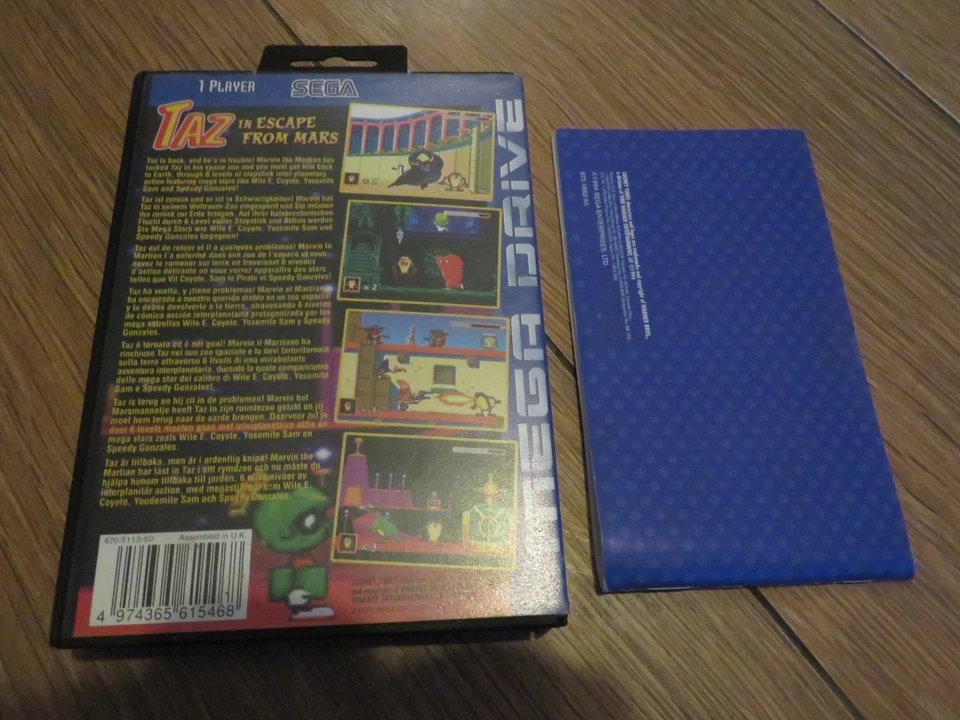 1 PLAYER
SEGA
TAZ
IN ESCAPE
FROM MARS
Taz is back, and he's in trouble! Marvin the Martian has
locked Taz in his space zoo and you must get him back
to Earth, through 6 levels of slapstick inter-planetary
action featuring mega stars like Wile E. Coyote, Yosemite
Sam and Speedy Gonzales!
Taz ist zurück und er ist in Schwierigkeiten! Marvin hat
Taz in seinem Weltraum-Zoo eingesperrt und Sie müssen
ihn zurück zur Erde bringen. Auf Ihrer halsbrecherischen
Flucht durch 6 Level voller Slapstick und Action werden
Sie Mega Stars wie Wile E. Coyote, Yosemite Sam und
Speedy Gonzales begegnen!
Taz est de retour et il a quelques problèmes! Marvin le
Martien l'a enfermé dans son zoo de l'espace et vous
devez le ramener sur terre en traversant 6 niveaux
d'action délirante où vous verrez apparaître des stars
telles que Vil Coyote, Sam le Pirate et Speedy Gonzales!
Taz ha vuelto, y ¡tiene problemas! Marvin el Marciano
ha encerrado a nuestro querido diablo en un zoo espacial
y tu debes devolverlo a la tierra, atravesando 6 niveles
de cómica acción interplanetaria protagonizada por las
mega estrellas Wile E. Coyote, Yosemite Sam y Speedy
Gonzales.
Taz è tornato ed è nei guai! Marvin il Marziano ha
rinchiuso Taz nel suo zoo spaziale e tu devi farlo ritornare
sulla terra attraverso 6 livelli di una mirabolante
avventura interplanetaria, durante la quale compariranno
delle mega star del calibro di Wile E. Coyote, Yosemite
Sam e Speedy Gonzales!
Taz is terug en hij zit in de problemen! Marvin het
Marsmannetje heeft Taz in zijn ruimtezoo gelokt en jij
moet hem terug naar de aarde brengen. Daarvoor zul je
door 6 levels moeten gaan met interplanetaire aktie en
mega stars zoals Wile E. Coyote, Yosemite Sam en
Speedy Gonzales.
Taz är tillbaka, men är i ordentlig knipa! Marvin the
Martian har låst in Taz i sitt rymdzoo och nu måste du
hjälpa honom tillbaka till jorden. 6 olika nivåer av
interplanitär action, med megastjärnor som Wile E.
Coyote, Youdemite Sam och Speedy Gonzales.
x 2
x 3
x 3
670-5113-50 Assembled in U.K.
4 974365 615468
MEGA DRIVE
©1994 SEGA ENTERPRISES, LTD.